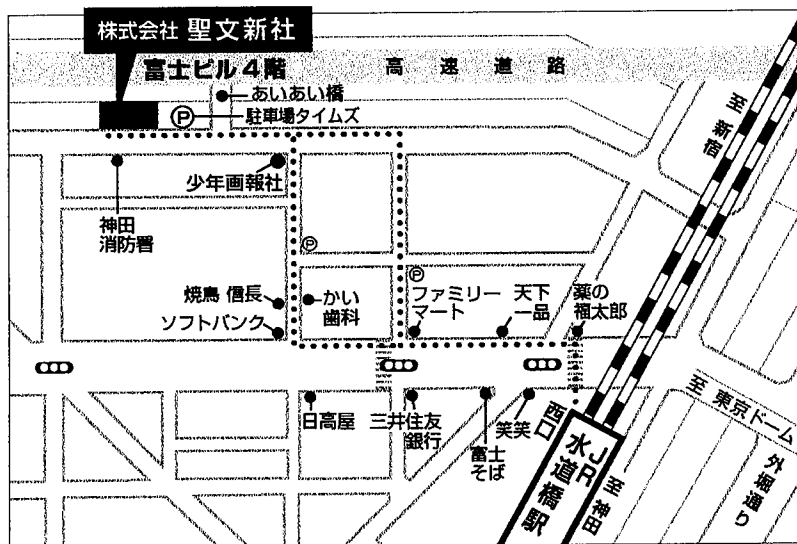 株式会社 聖文新社
富士ビル4階
高速道路
あいあい橋
Ⓟ 駐車場タイムズ
至 新宿
少年画報社
神田
消防署
Ⓟ
Ⓟ
焼鳥 信長
かい
歯科
ファミリー
マート
天下
一品
薬の
福太郎
ソフトバンク
日高屋
三井住友
銀行
富士
そば
笑笑
西口
JR
水道橋駅
至 東京ドーム
外堀通り
至 神田